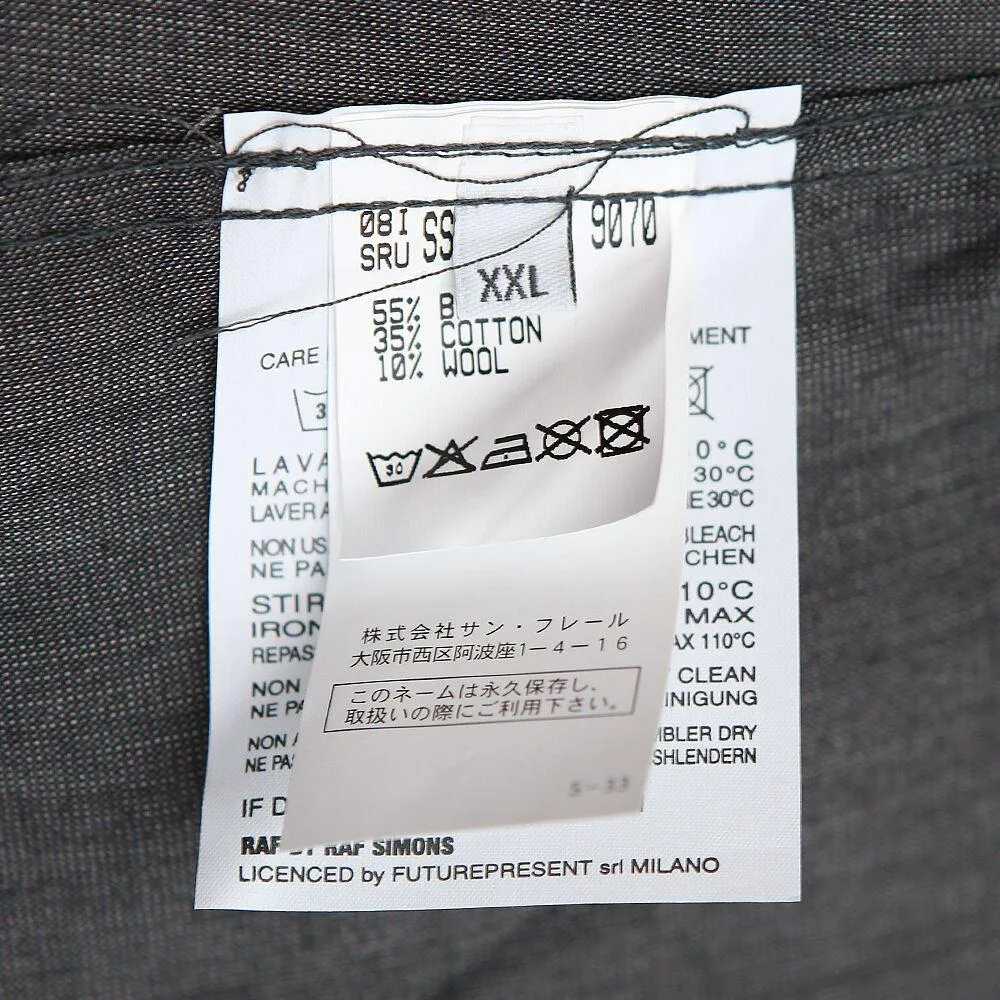 08I
SRU SS 9070
XXL
55% B
35% COTTON
10% WOOL
30
株式会社サン・フレール
大阪市西区阿波座1-4-16
このネームは永久保存し、
取扱いの際にご利用下さい。
S-33
CARE MENT
3
LAVA 0°C
MACH 30°C
LAVER A E 30°C
NON US BLEACH
NE PA CHEN
STIR 10°C
IRON MAX
REPAS AX 110°C
NON CLEAN
NE PA INIGUNG
NON A MBLER DRY
NE PA SHLENDERN
IF D
RAF BY RAF SIMONS
LICENCED by FUTUREPRESENT srl MILANO